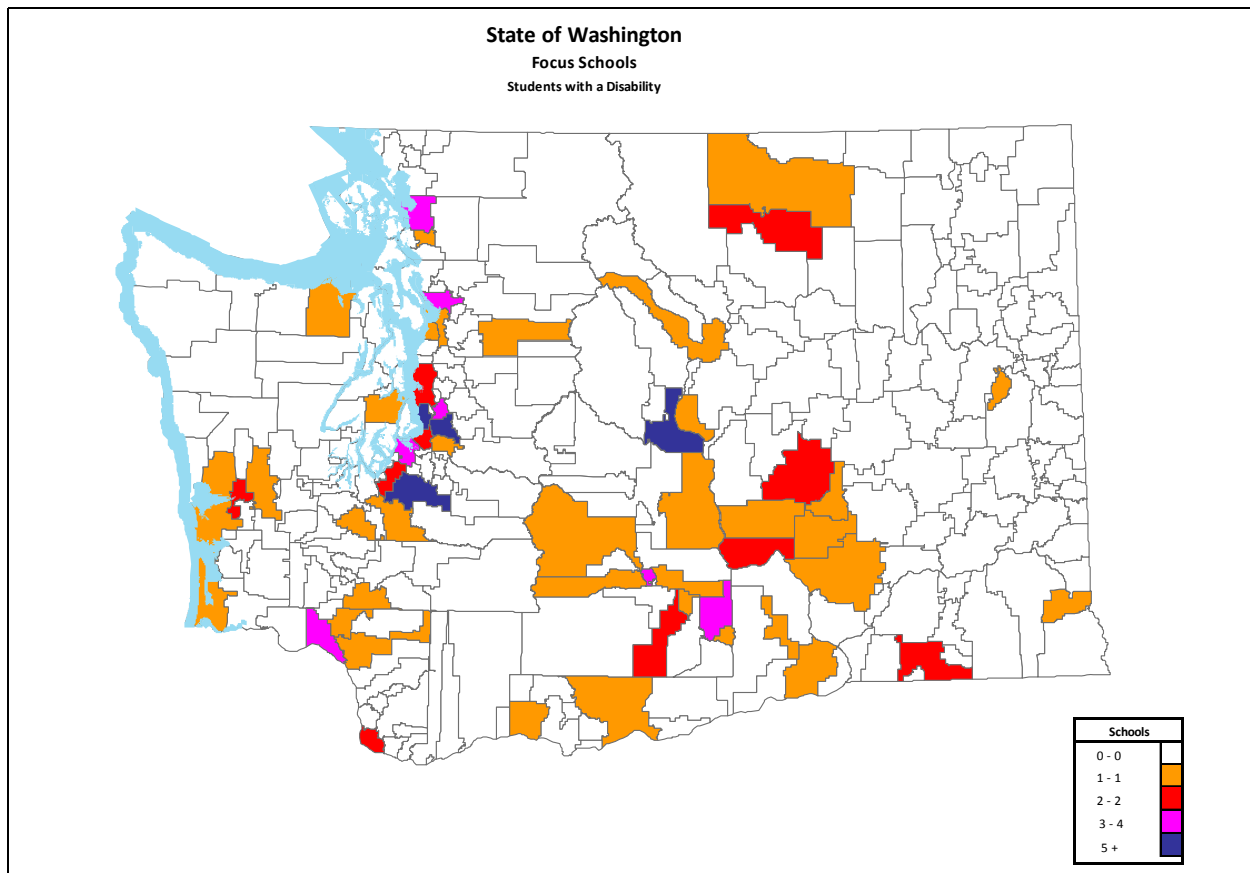 State of Washington
Focus Schools
Students with a Disability
Schools
0 - 0
1 - 1
2 - 2
3 - 4
5 +